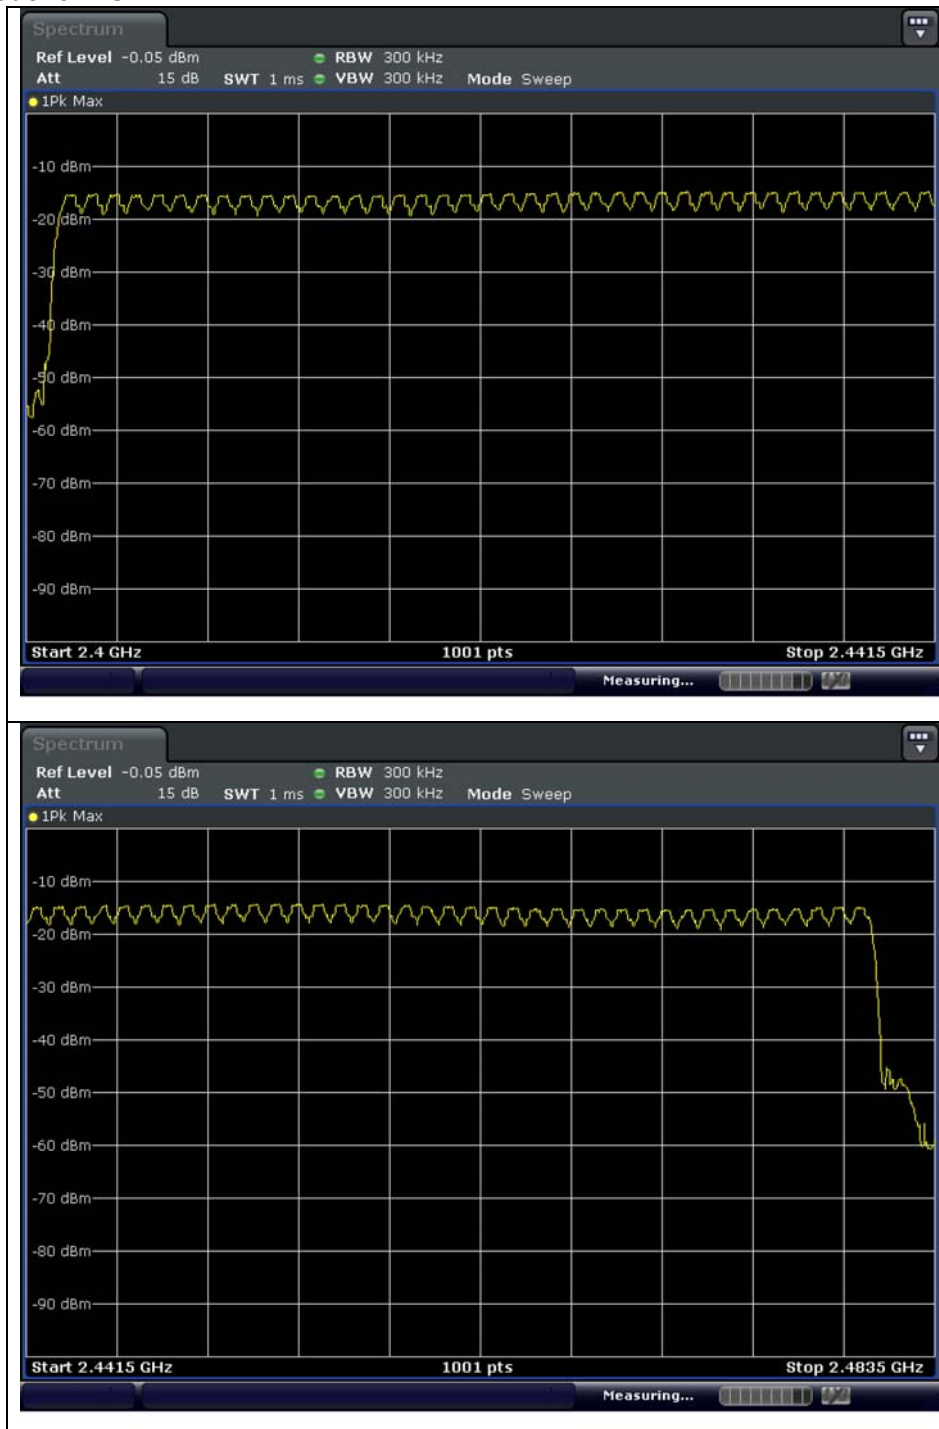 Spectrum
Ref Level -0.05 dBm RBW 300 kHz
Att 15 dB SWT 1 ms VBW 300 kHz Mode Sweep
1Pk Max
-10 dBm
-20 dBm
-30 dBm
-40 dBm
-50 dBm
-60 dBm
-70 dBm
-80 dBm
-90 dBm
Start 2.4 GHz 1001 pts Stop 2.4415 GHz
Measuring...
Spectrum
Ref Level -0.05 dBm RBW 300 kHz
Att 15 dB SWT 1 ms VBW 300 kHz Mode Sweep
1Pk Max
-10 dBm
-20 dBm
-30 dBm
-40 dBm
-50 dBm
-60 dBm
-70 dBm
-80 dBm
-90 dBm
Start 2.4415 GHz 1001 pts Stop 2.4835 GHz
Measuring...